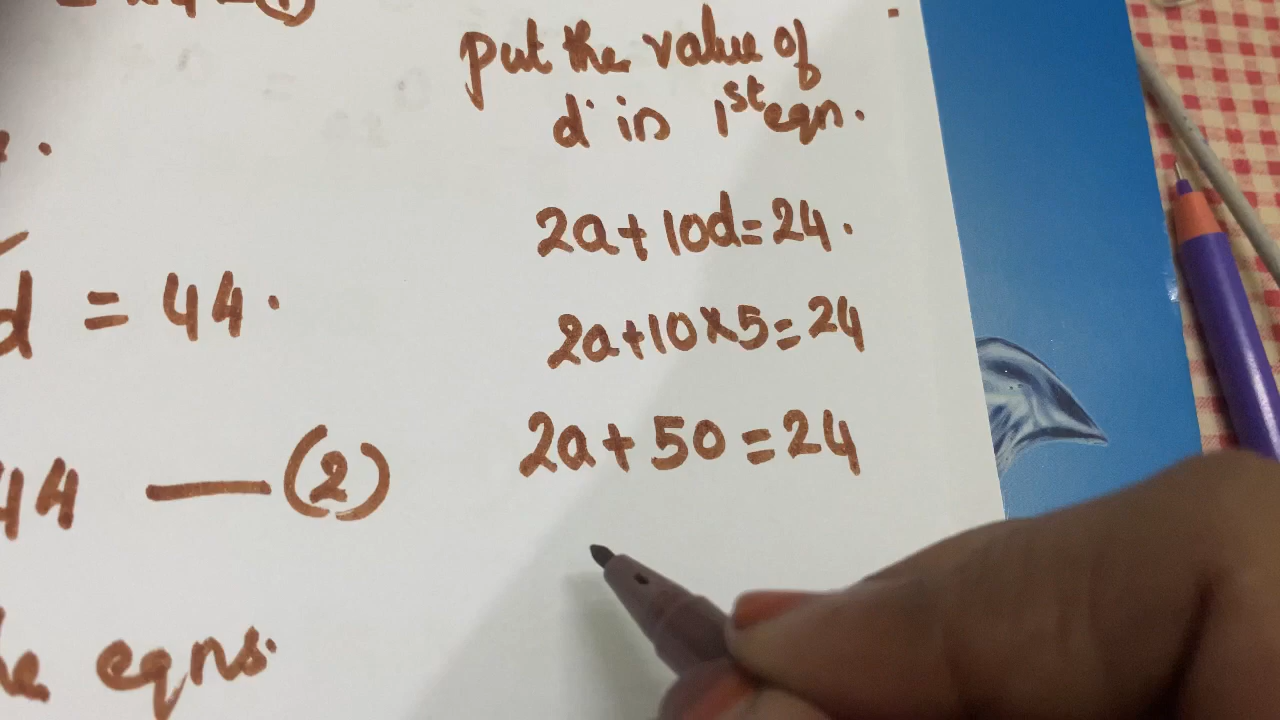 put the value of
d in 1st eqn.
2a+10d=24.
d = 44.
2a+10×5=24
2a+50=24
44 — (2)
eqns.